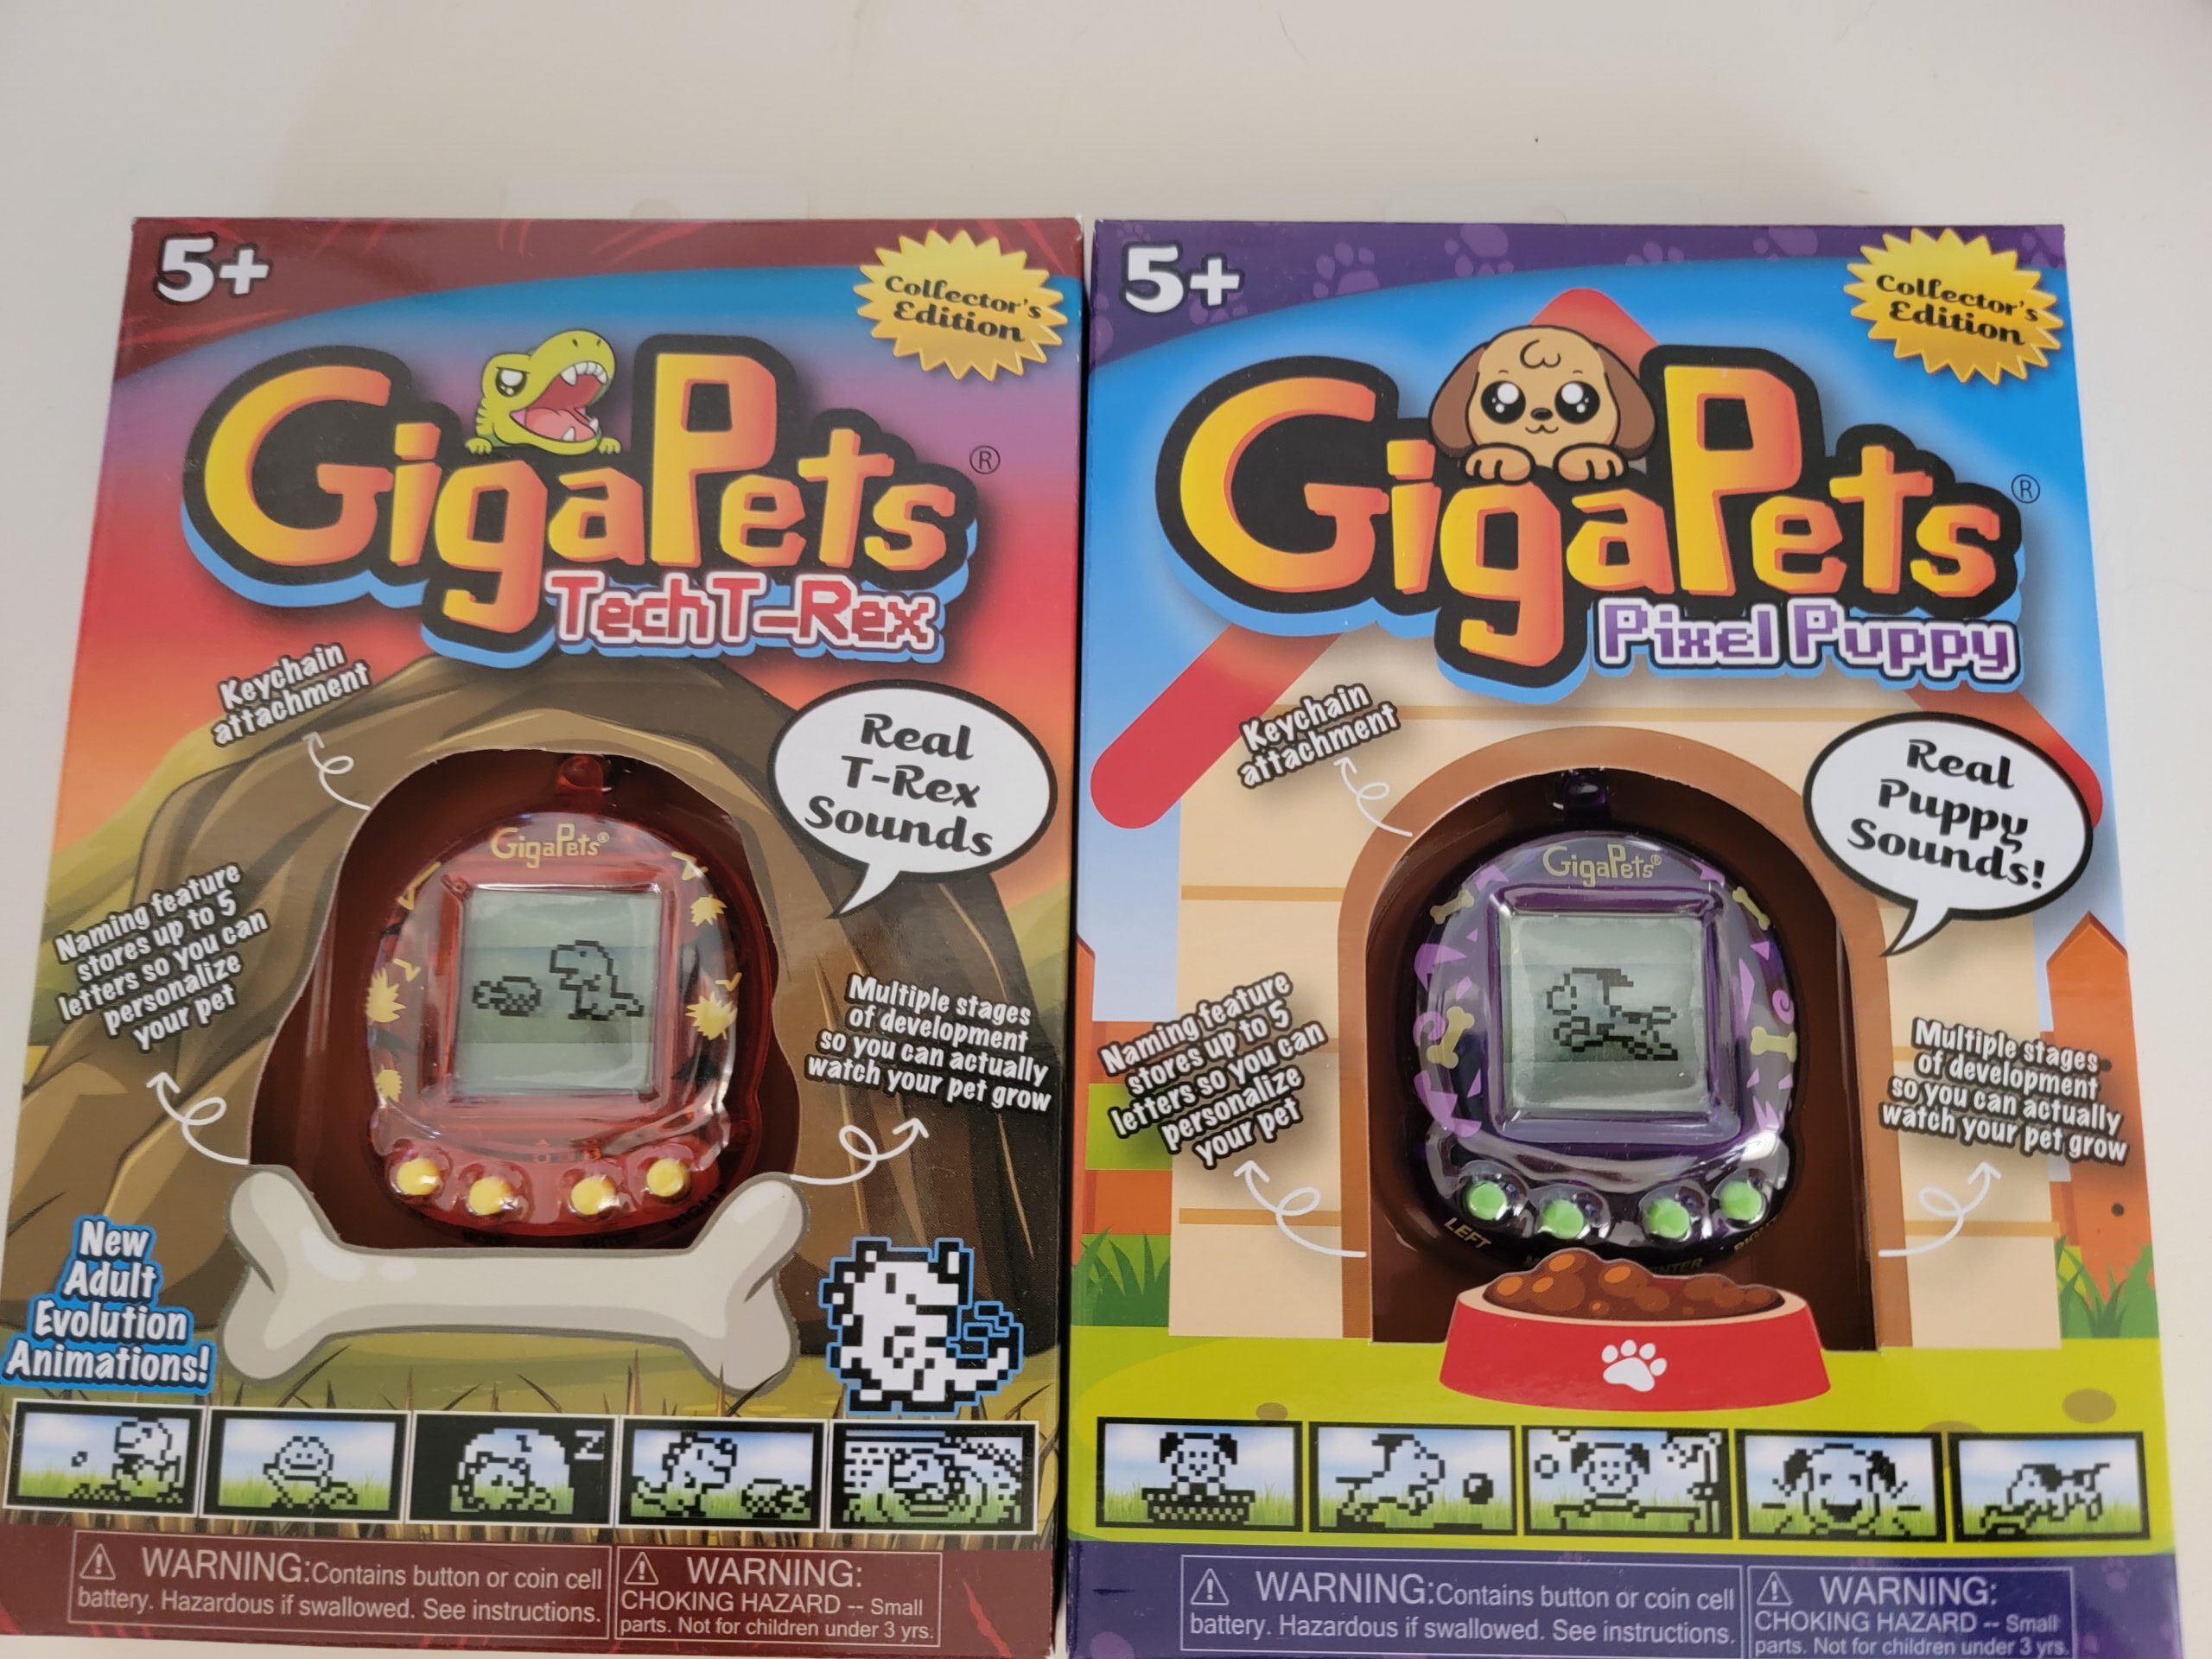 5+
Collector's
Edition
GigaPets®
TechT-Rex
Keychain
attachment
Real
T-Rex
Sounds
GigaPets®
Naming feature
stores up to 5
letters so you can
personalize
your pet
Multiple stages
of development
so you can actually
watch your pet grow
RIGHT
New
Adult
Evolution
Animations!
Z
WARNING:Contains button or coin cell
battery. Hazardous if swallowed. See instructions.
WARNING:
CHOKING HAZARD -- Small
parts. Not for children under 3 yrs.
5+
Collector's
Edition
GigaPets®
Pixel Puppy
Keychain
attachment
Real
Puppy
Sounds!
GigaPets®
Naming feature
stores up to 5
letters so you can
personalize
your pet
Multiple stages
of development
so you can actually
watch your pet grow
LEFT
RIGHT
WARNING:Contains button or coin cell
battery. Hazardous if swallowed. See instructions.
WARNING:
CHOKING HAZARD -- Small
parts. Not for children under 3 yrs.